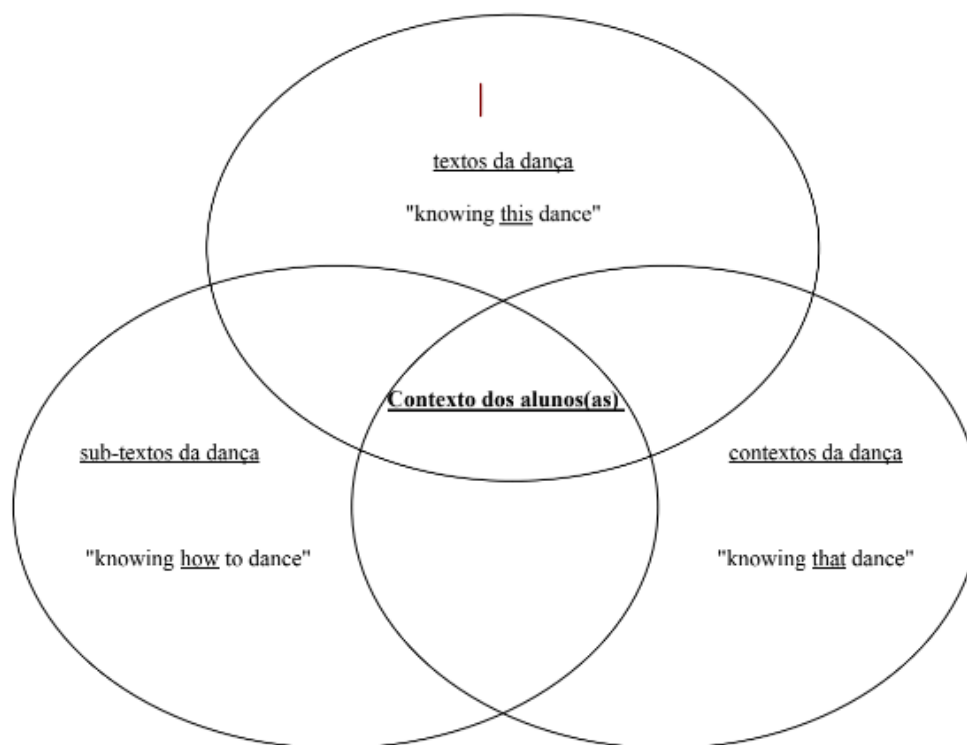 textos da dança
"knowing this dance"
Contexto dos alunos(as)
sub-textos da dança
contextos da dança
"knowing how to dance"
"knowing that dance"